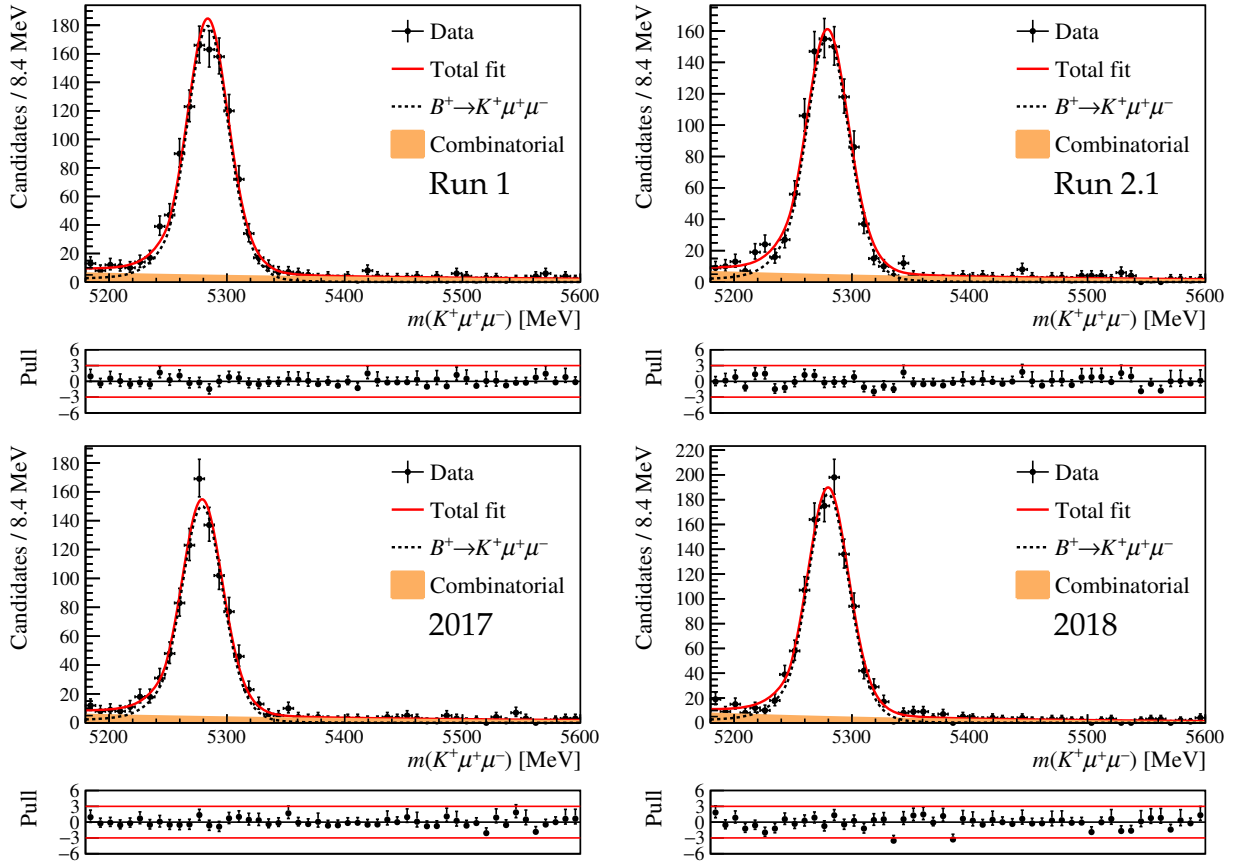 Candidates / 8.4 MeV
180
160
140
120
100
80
60
40
20
0
Data
Total fit
B⁺→K⁺μ⁺μ⁻
Combinatorial
Run 1
5200 5300 5400 5500 5600
m(K⁺μ⁺μ⁻) [MeV]
Pull
6
3
0
−3
−6
Candidates / 8.4 MeV
160
140
120
100
80
60
40
20
0
Data
Total fit
B⁺→K⁺μ⁺μ⁻
Combinatorial
Run 2.1
5200 5300 5400 5500 5600
m(K⁺μ⁺μ⁻) [MeV]
Pull
6
3
0
−3
−6
Candidates / 8.4 MeV
180
160
140
120
100
80
60
40
20
0
Data
Total fit
B⁺→K⁺μ⁺μ⁻
Combinatorial
2017
5200 5300 5400 5500 5600
m(K⁺μ⁺μ⁻) [MeV]
Pull
6
3
0
−3
−6
Candidates / 8.4 MeV
220
200
180
160
140
120
100
80
60
40
20
0
Data
Total fit
B⁺→K⁺μ⁺μ⁻
Combinatorial
2018
5200 5300 5400 5500 5600
m(K⁺μ⁺μ⁻) [MeV]
Pull
6
3
0
−3
−6